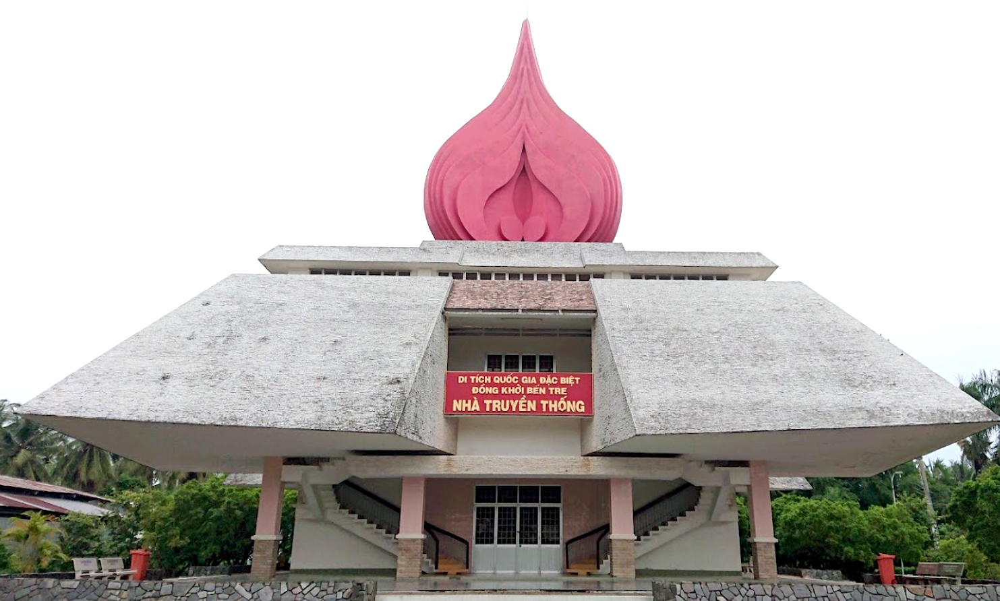 DI TÍCH QUỐC GIA ĐẶC BIỆT
ĐỒNG KHỞI BẾN TRE
NHÀ TRUYỀN THỐNG